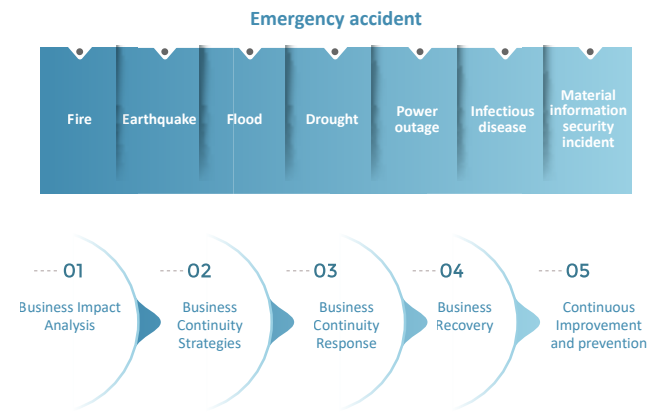 Emergency accident
Fire
Earthquake
Flood
Drought
Power
outage
Infectious
disease
Material
information
security
incident
01
Business Impact
Analysis
02
Business
Continuity
Strategies
03
Business
Continuity
Response
04
Business
Recovery
05
Continuous
Improvement
and prevention